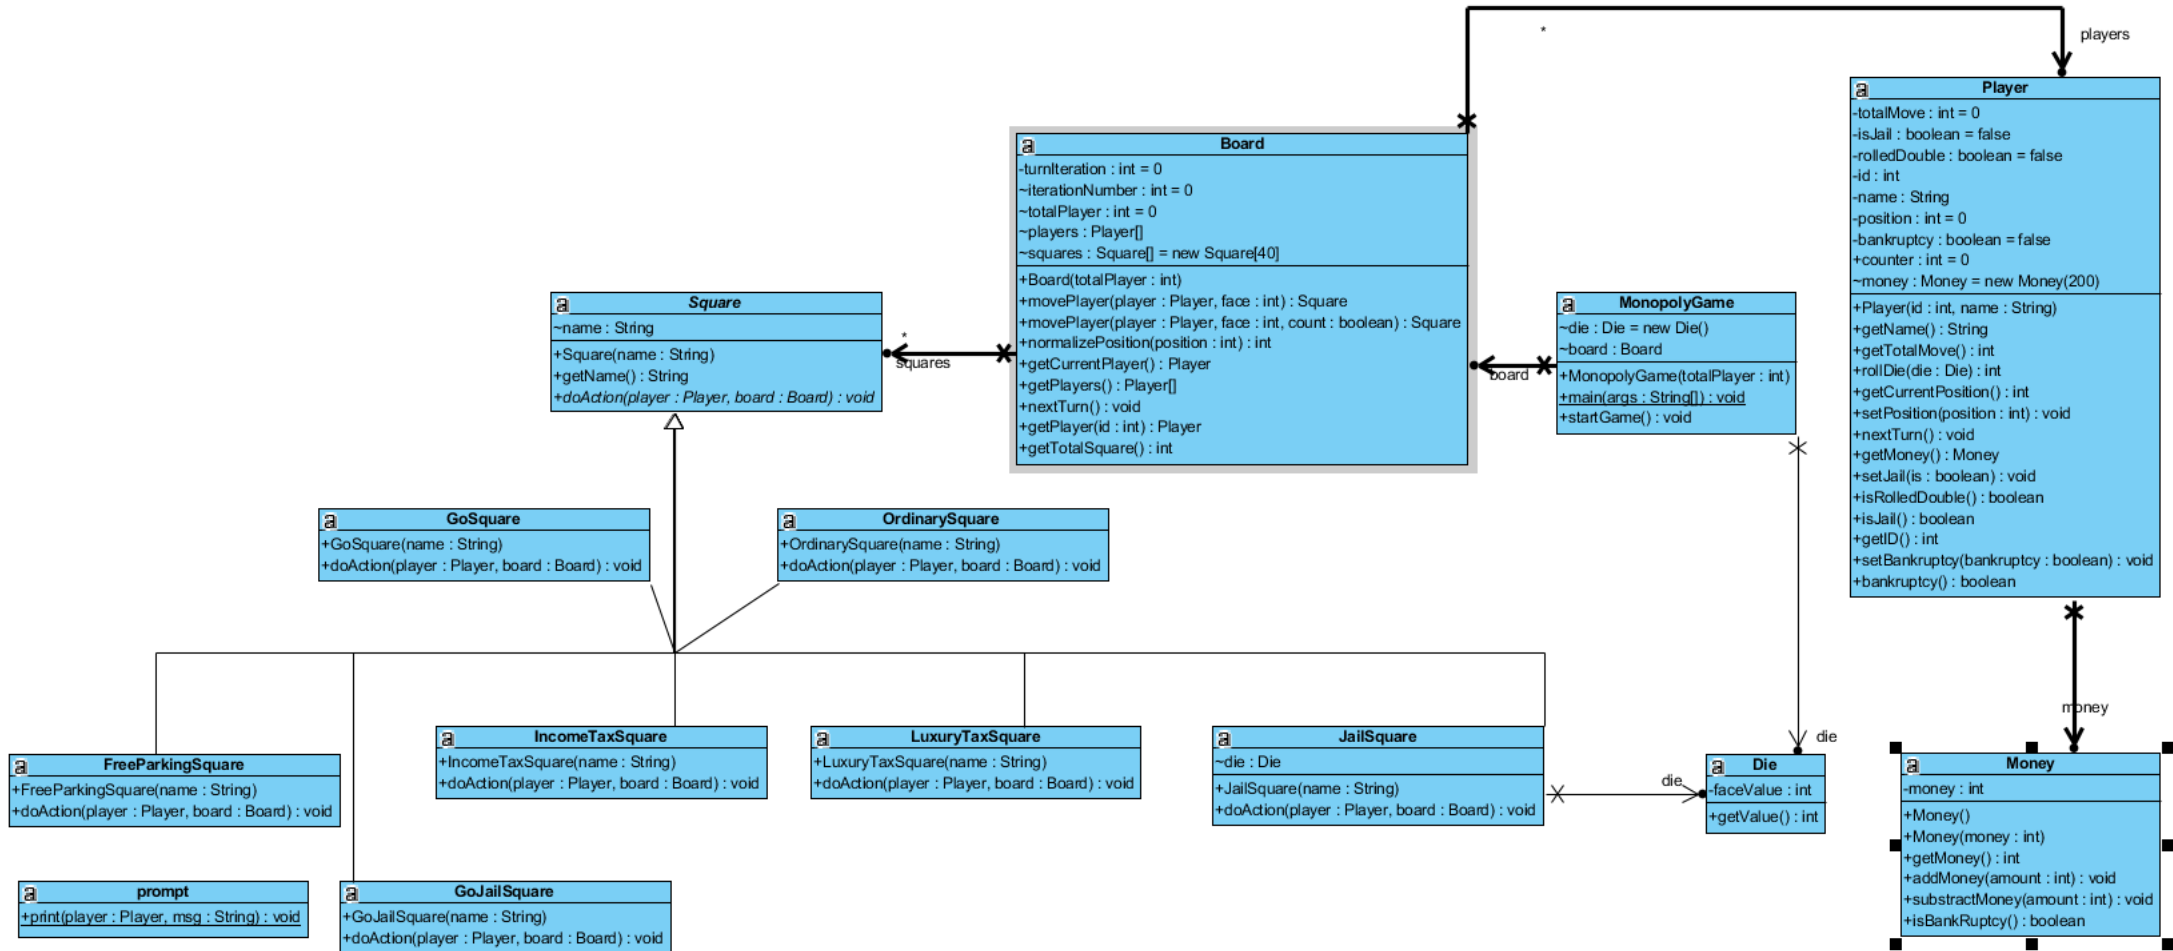 *
players
Player
-totalMove : int = 0
-isJail : boolean = false
-rolledDouble : boolean = false
-id : int
-name : String
-position : int = 0
-bankruptcy : boolean = false
+counter : int = 0
~money : Money = new Money(200)
+Player(id : int, name : String)
+getName() : String
+getTotalMove() : int
+rollDie(die : Die) : int
+getCurrentPosition() : int
+setPosition(position : int) : void
+nextTurn() : void
+getMoney() : Money
+setJail(is : boolean) : void
+isRolledDouble() : boolean
+isJail() : boolean
+getID() : int
+setBankruptcy(bankruptcy : boolean) : void
+bankruptcy() : boolean
Board
-turnIteration : int = 0
~iterationNumber : int = 0
~totalPlayer : int = 0
~players : Player[]
~squares : Square[] = new Square[40]
+Board(totalPlayer : int)
+movePlayer(player : Player, face : int) : Square
+movePlayer(player : Player, face : int, count : boolean) : Square
+normalizePosition(position : int) : int
+getCurrentPlayer() : Player
+getPlayers() : Player[]
+nextTurn() : void
+getPlayer(id : int) : Player
+getTotalSquare() : int
Square
~name : String
+Square(name : String)
+getName() : String
+doAction(player : Player, board : Board) : void
*
squares
MonopolyGame
~die : Die = new Die()
~board : Board
+MonopolyGame(totalPlayer : int)
+main(args : String[]) : void
+startGame() : void
board
GoSquare
+GoSquare(name : String)
+doAction(player : Player, board : Board) : void
OrdinarySquare
+OrdinarySquare(name : String)
+doAction(player : Player, board : Board) : void
FreeParkingSquare
+FreeParkingSquare(name : String)
+doAction(player : Player, board : Board) : void
IncomeTaxSquare
+IncomeTaxSquare(name : String)
+doAction(player : Player, board : Board) : void
LuxuryTaxSquare
+LuxuryTaxSquare(name : String)
+doAction(player : Player, board : Board) : void
JailSquare
~die : Die
+JailSquare(name : String)
+doAction(player : Player, board : Board) : void
die
die
Die
-faceValue : int
+getValue() : int
money
Money
-money : int
+Money()
+Money(money : int)
+getMoney() : int
+addMoney(amount : int) : void
+substractMoney(amount : int) : void
+isBankRuptcy() : boolean
prompt
+print(player : Player, msg : String) : void
GoJailSquare
+GoJailSquare(name : String)
+doAction(player : Player, board : Board) : void